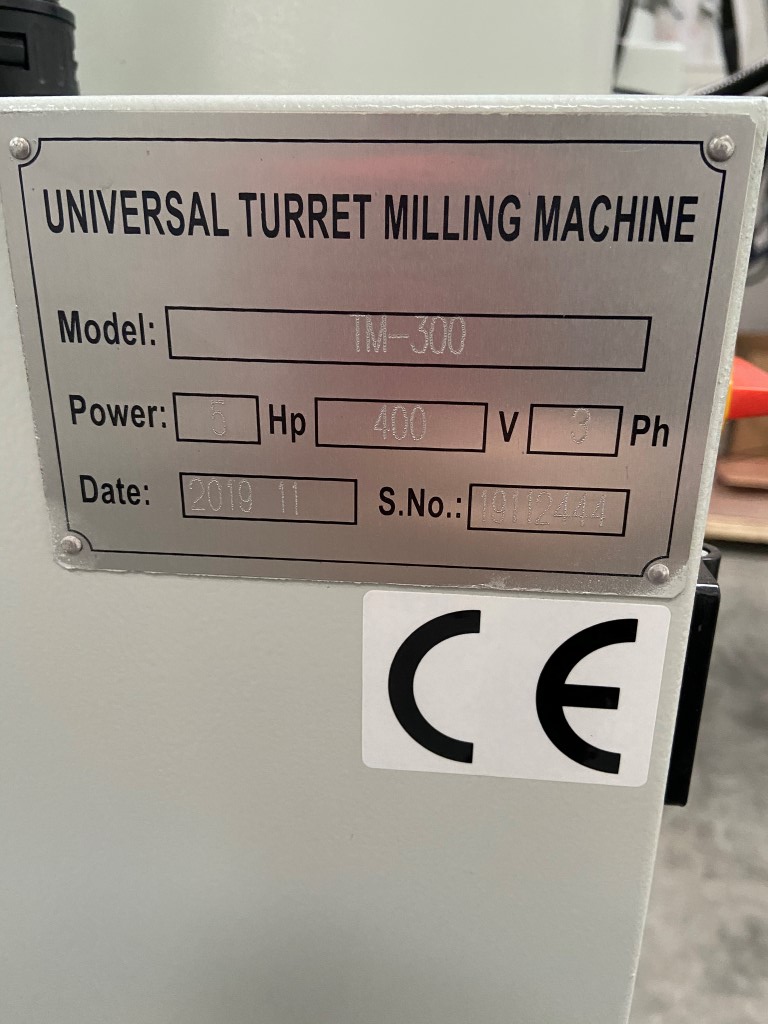 UNIVERSAL TURRET MILLING MACHINE
Model: TM-300
Power: 5 Hp 400 V 3 Ph
Date: 2019 11 S.No.: 19112444
CE